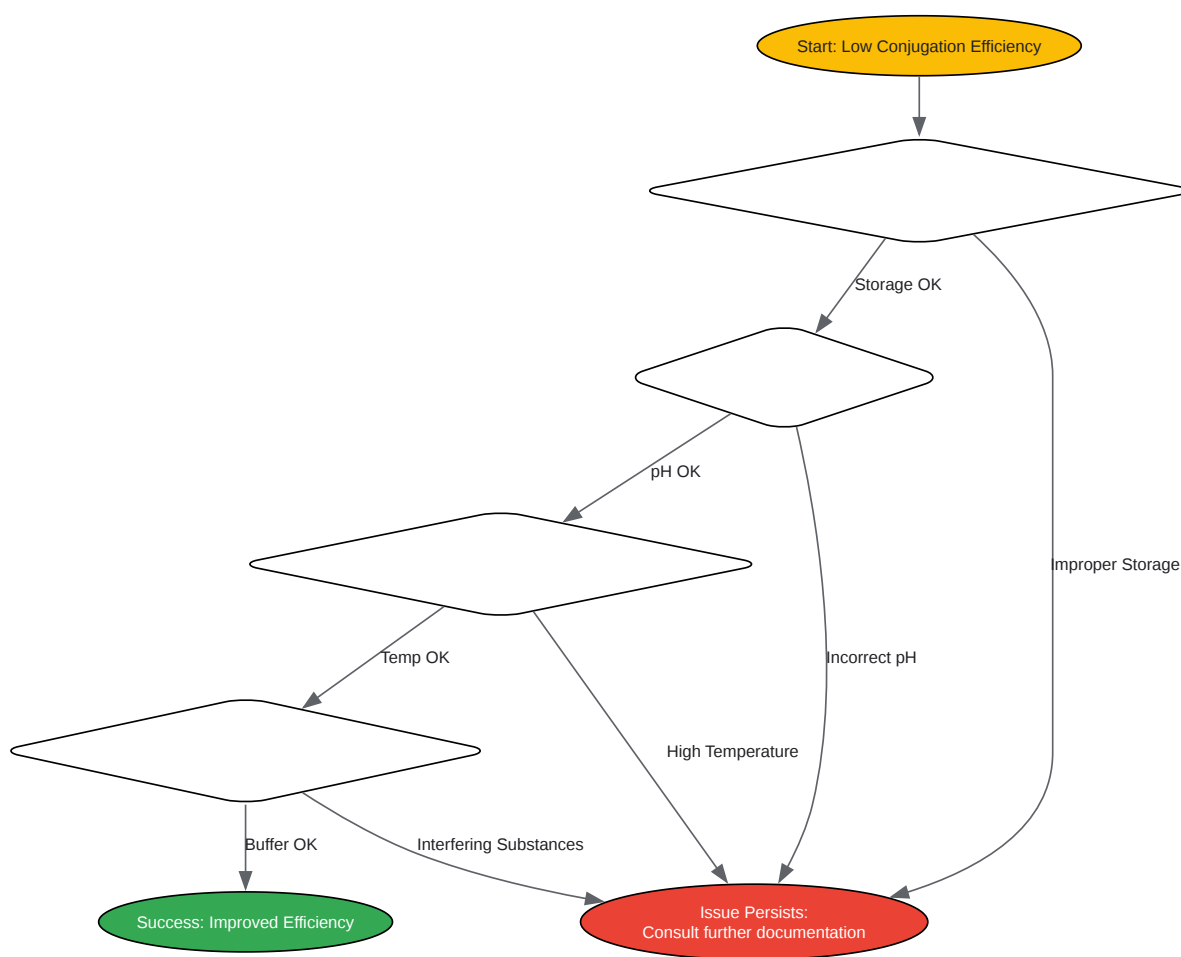 Start: Low Conjugation Efficiency
Storage OK
pH OK
Improper Storage
Temp OK
Incorrect pH
High Temperature
Buffer OK
Interfering Substances
Success: Improved Efficiency
Issue Persists:
Consult further documentation